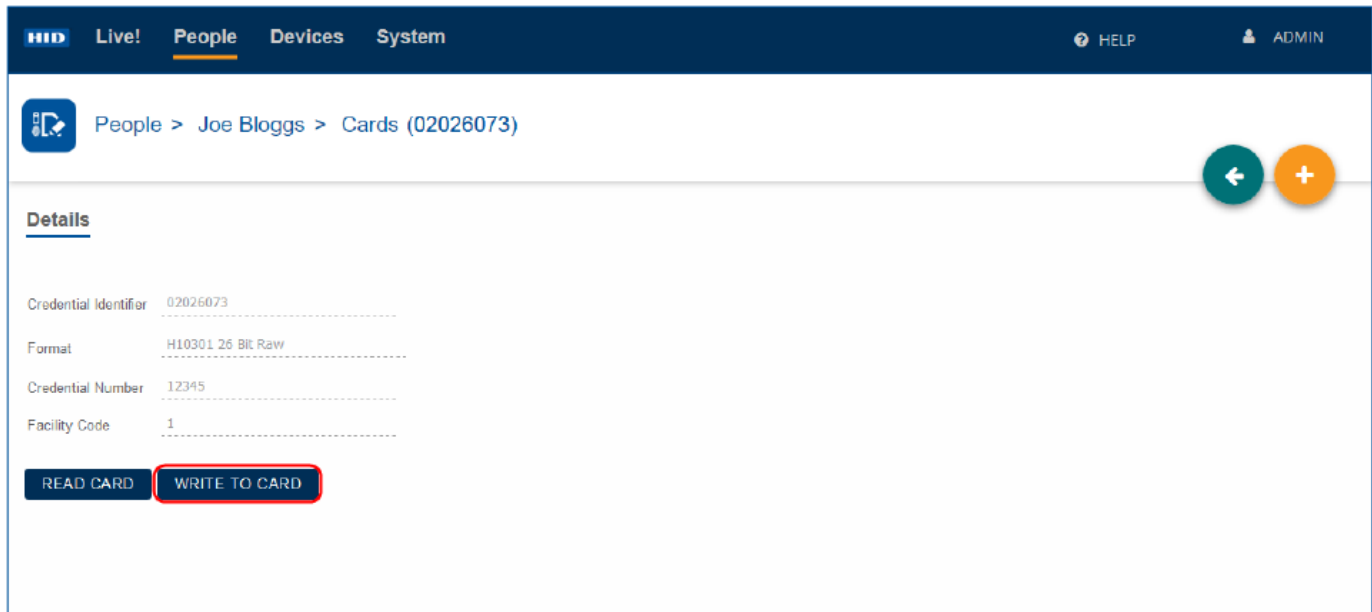 HID Live! People Devices System HELP ADMIN
People > Joe Bloggs > Cards (02026073)
Details
Credential Identifier 02026073
Format H10301 26 Bit Raw
Credential Number 12345
Facility Code 1
READ CARD WRITE TO CARD